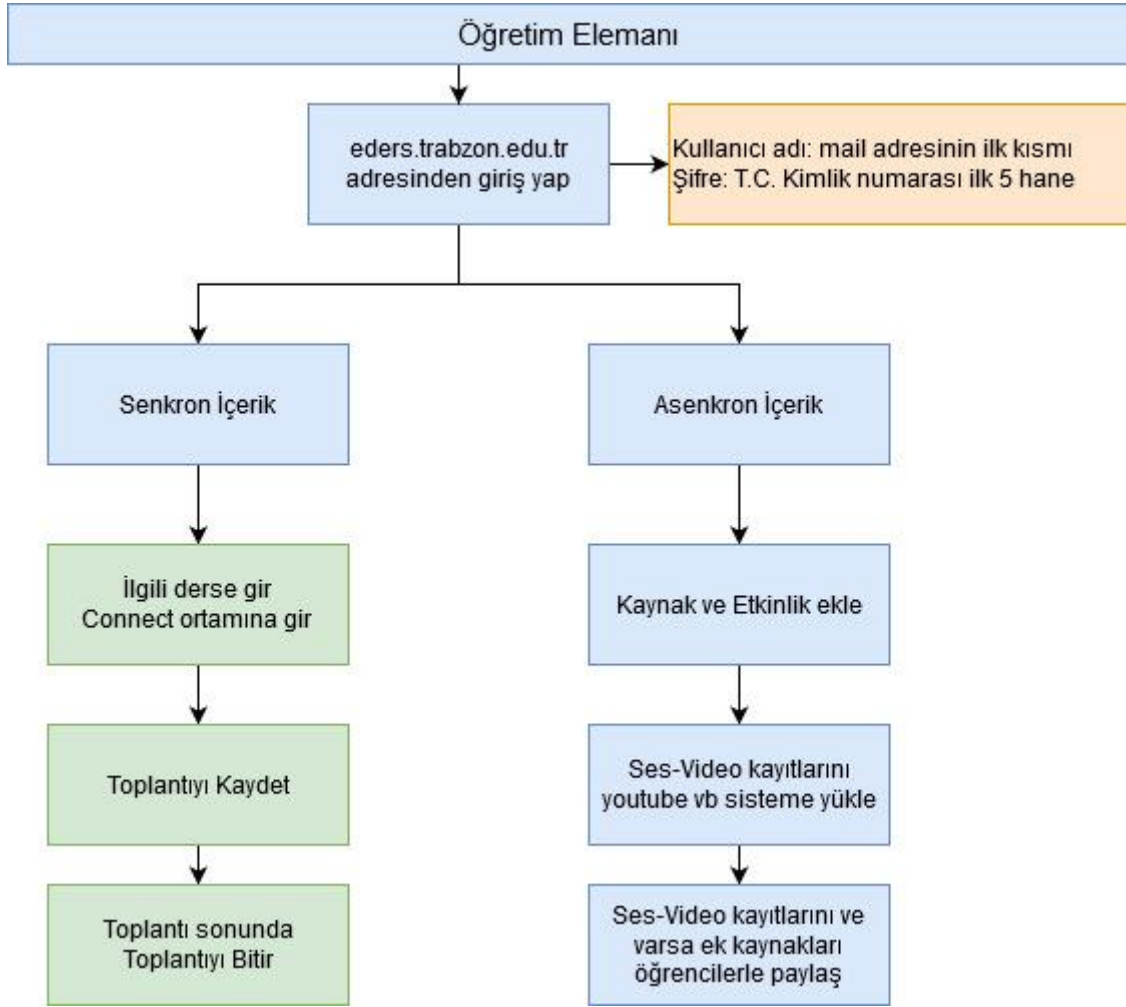 Öğretim Elemanı
eders.trabzon.edu.tr
adresinden giriş yap
Kullanıcı adı: mail adresinin ilk kısmı
Şifre: T.C. Kimlik numarası ilk 5 hane
Senkron İçerik
Asenkron İçerik
İlgili derse gir
Connect ortamına gir
Kaynak ve Etkinlik ekle
Toplantıyı Kaydet
Ses-Video kayıtlarını
youtube vb sisteme yükle
Toplantı sonunda
Toplantıyı Bitir
Ses-Video kayıtlarını ve
varsa ek kaynakları
öğrencilerle paylaş